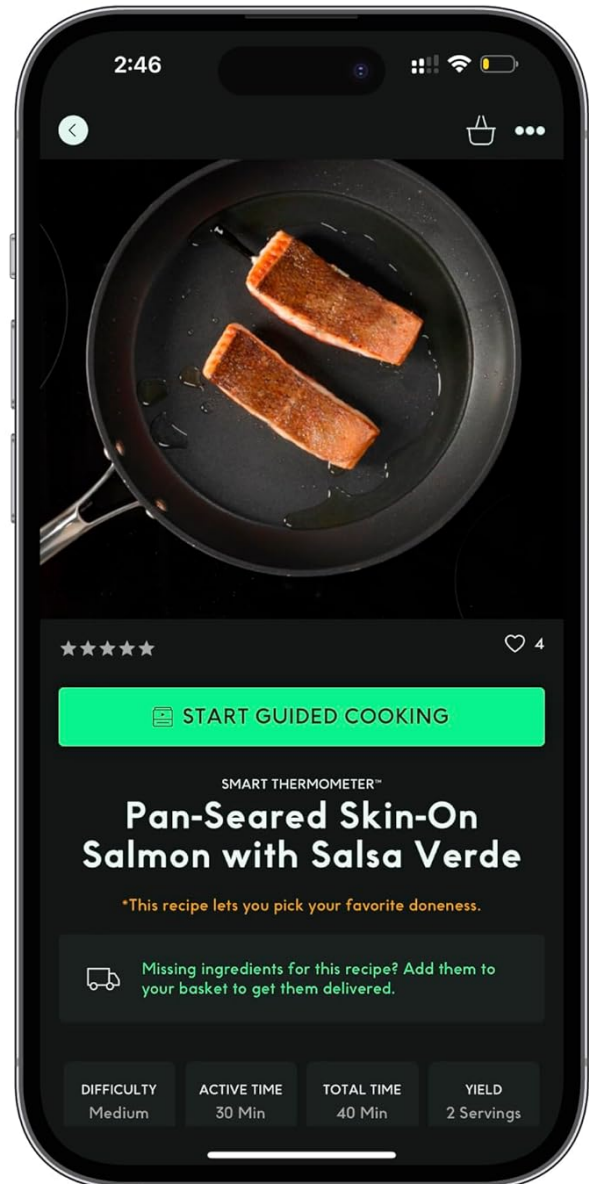 2:46
4
START GUIDED COOKING
SMART THERMOMETER™
Pan-Seared Skin-On
Salmon with Salsa Verde
*This recipe lets you pick your favorite doneness.
Missing ingredients for this recipe? Add them to
your basket to get them delivered.
DIFFICULTY ACTIVE TIME TOTAL TIME YIELD
Medium 30 Min 40 Min 2 Servings